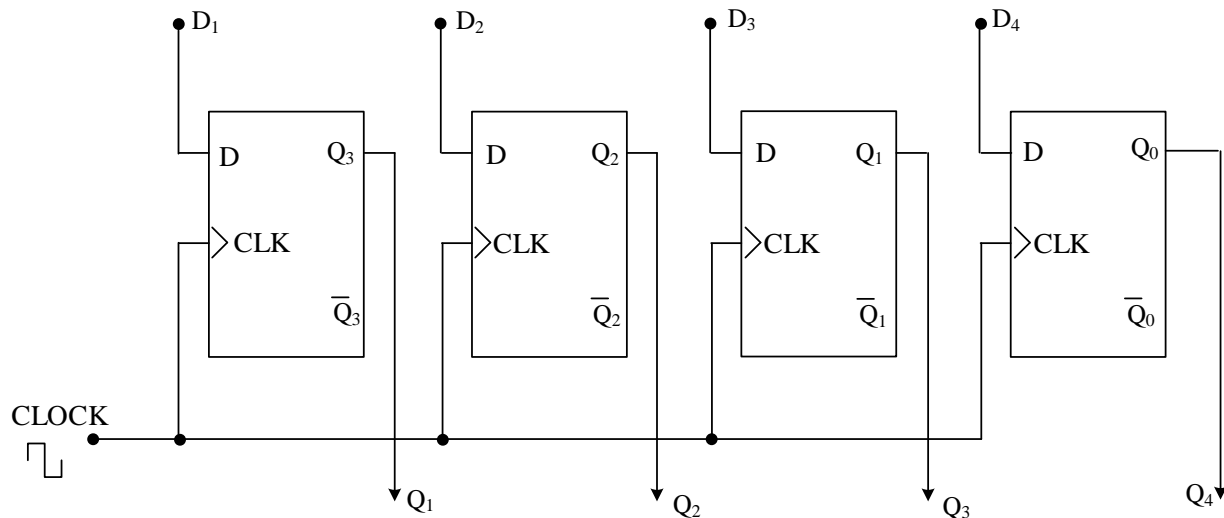 D₁ D₂ D₃ D₄
D Q₃ D Q₂ D Q₁ D Q₀
CLK CLK CLK CLK
Q̅₃ Q̅₂ Q̅₁ Q̅₀
CLOCK
Q₁ Q₂ Q₃ Q₄